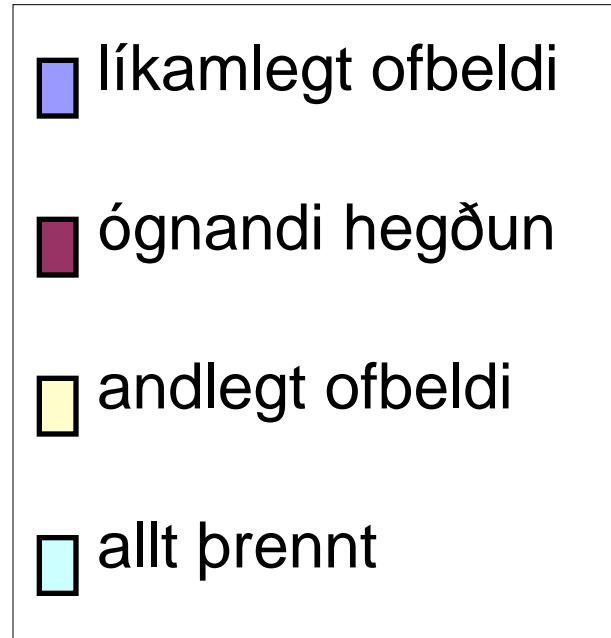 líkamlegt ofbeldi
ógnandi hegðun
andlegt ofbeldi
allt þrennt